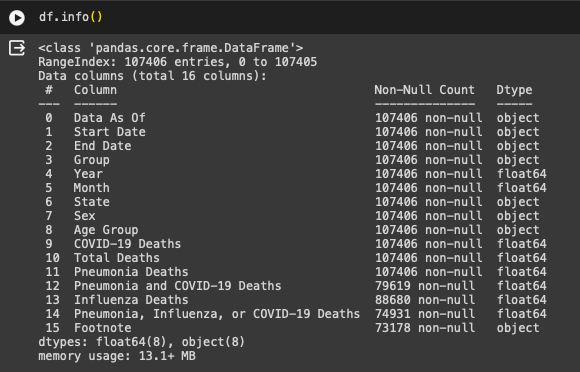 df.info()
<class 'pandas.core.frame.DataFrame'>
RangeIndex: 107406 entries, 0 to 107405
Data columns (total 16 columns):
 #   Column                                    Non-Null Count   Dtype
---  ------                                    --------------   -----
 0   Data As Of                                107406 non-null  object
 1   Start Date                                107406 non-null  object
 2   End Date                                  107406 non-null  object
 3   Group                                     107406 non-null  object
 4   Year                                      107406 non-null  float64
 5   Month                                     107406 non-null  float64
 6   State                                     107406 non-null  object
 7   Sex                                       107406 non-null  object
 8   Age Group                                 107406 non-null  object
 9   COVID-19 Deaths                           107406 non-null  float64
 10  Total Deaths                              107406 non-null  float64
 11  Pneumonia Deaths                          107406 non-null  float64
 12  Pneumonia and COVID-19 Deaths             79619 non-null   float64
 13  Influenza Deaths                          88680 non-null   float64
 14  Pneumonia, Influenza, or COVID-19 Deaths  74931 non-null   float64
 15  Footnote                                  73178 non-null   object
dtypes: float64(8), object(8)
memory usage: 13.1+ MB